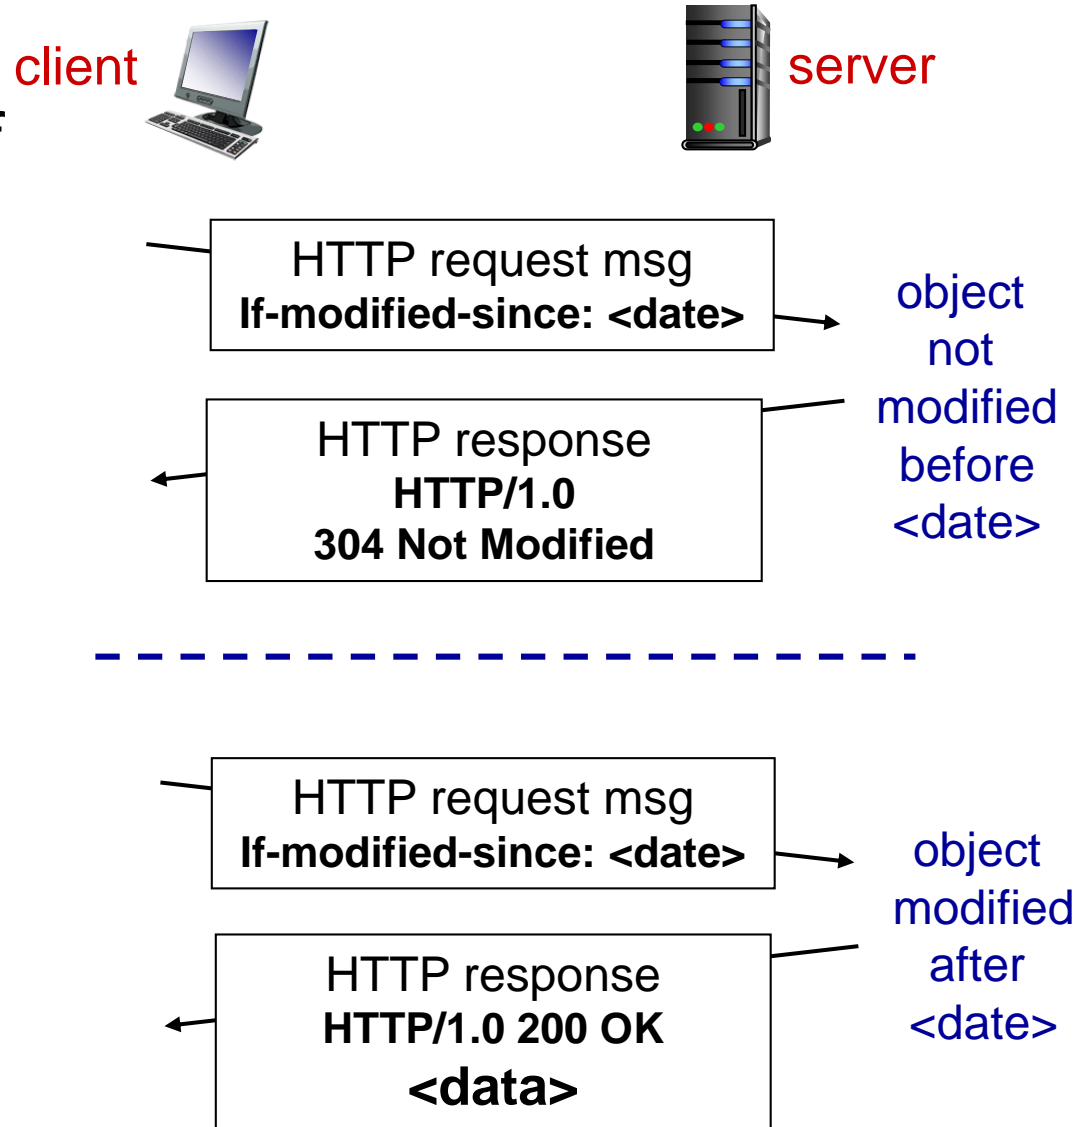 client
server
HTTP request msg
If-modified-since: <date>
object
not
modified
before
<date>
HTTP response
HTTP/1.0
304 Not Modified
HTTP request msg
If-modified-since: <date>
object
modified
after
<date>
HTTP response
HTTP/1.0 200 OK
<data>